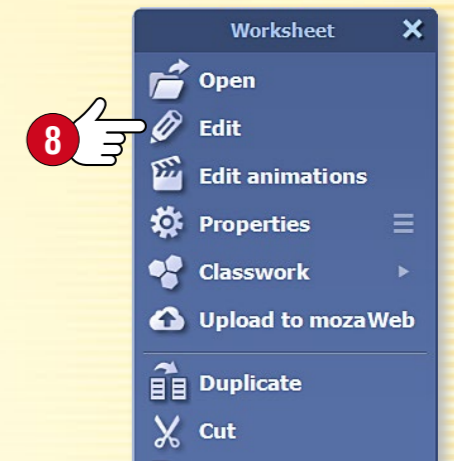 Worksheet
Open
8
Edit
Edit animations
Properties
Classwork
Upload to mozaWeb
Duplicate
Cut